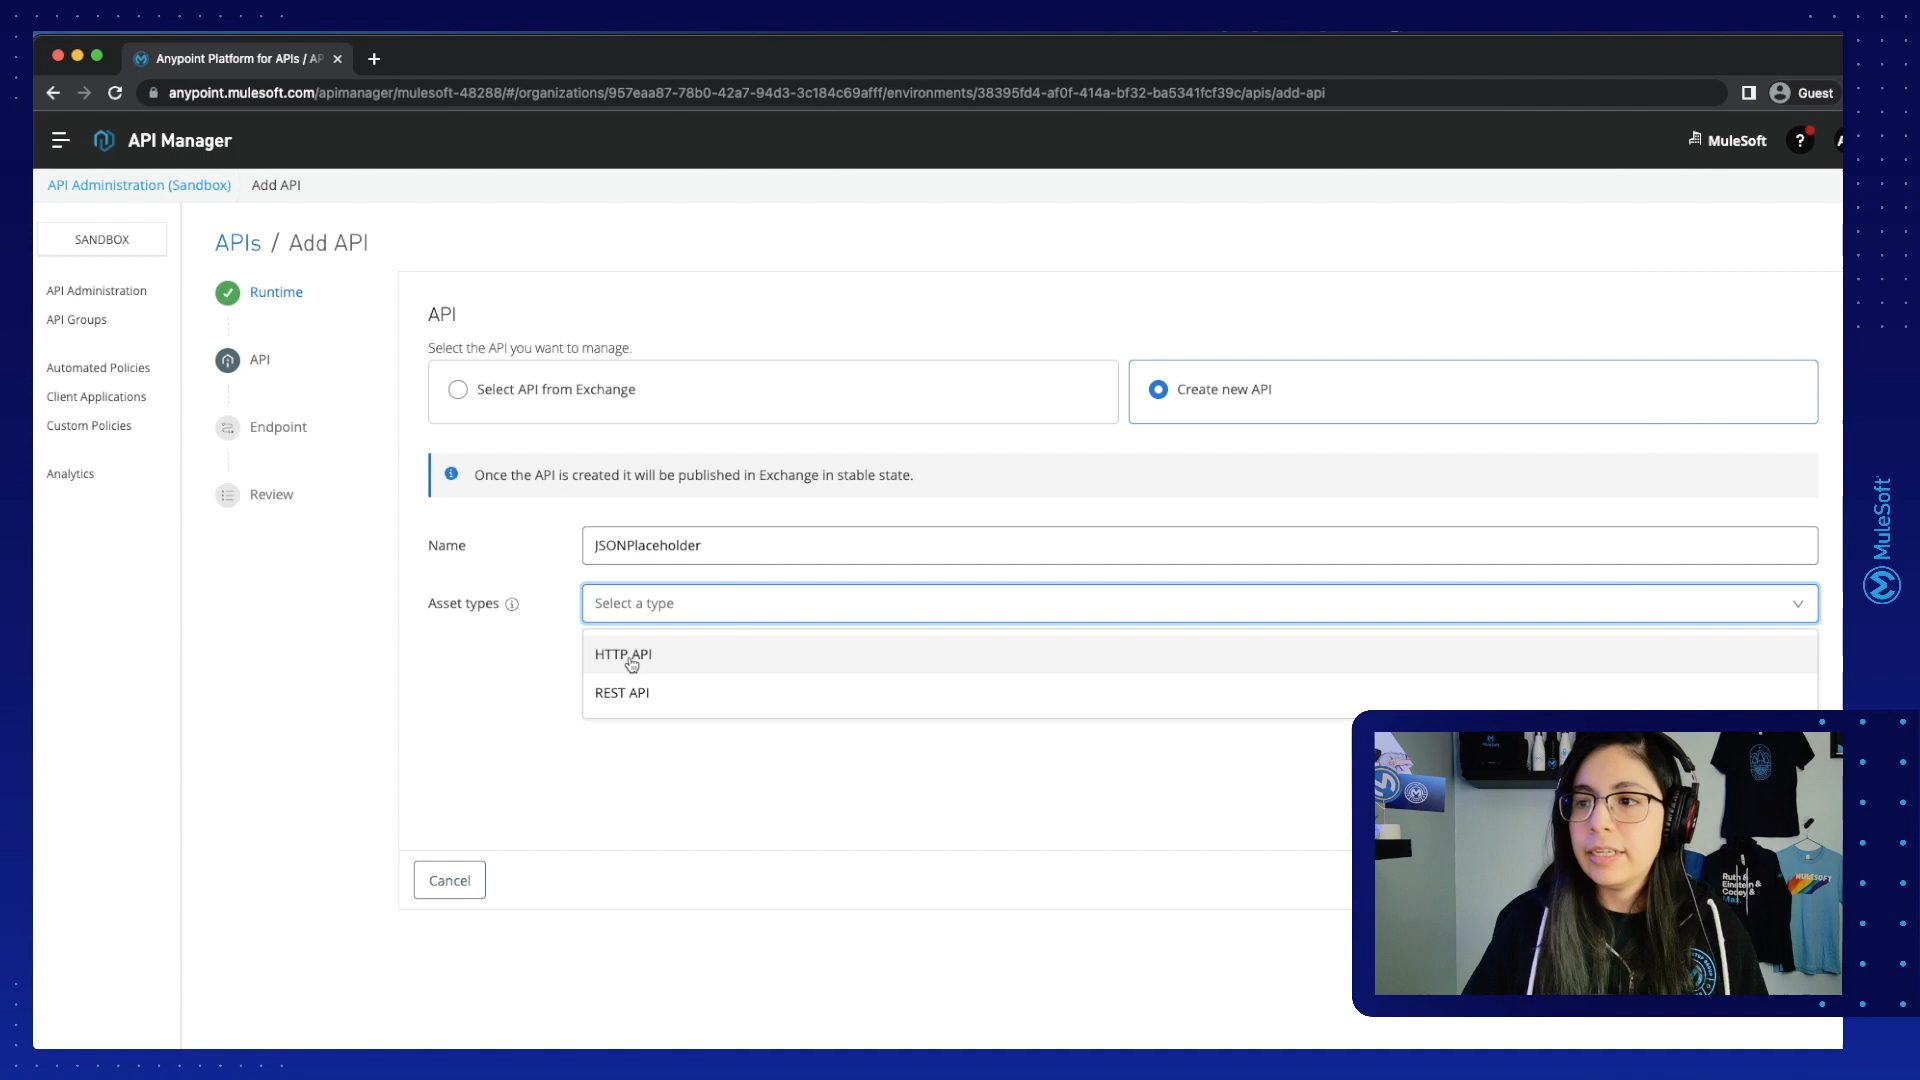 Anypoint Platform for APIs / AP
anypoint.mulesoft.com/apimanager/mulesoft-48288/#/organizations/957eaa87-78b0-42a7-94d3-3c184c69afff/environments/38395fd4-af0f-414a-bf32-ba5341fcf39c/apis/add-api
Guest
API Manager
MuleSoft
?
API Administration (Sandbox)
Add API
SANDBOX
API Administration
API Groups
Automated Policies
Client Applications
Custom Policies
Analytics
APIs / Add API
Runtime
API
Endpoint
Review
API
Select the API you want to manage.
Select API from Exchange
Create new API
Once the API is created it will be published in Exchange in stable state.
Name
JSONPlaceholder
Asset types
Select a type
HTTP API
REST API
Cancel
MuleSoft
Ruth &
Einstein &
Codey &
Max.
MULESOFT